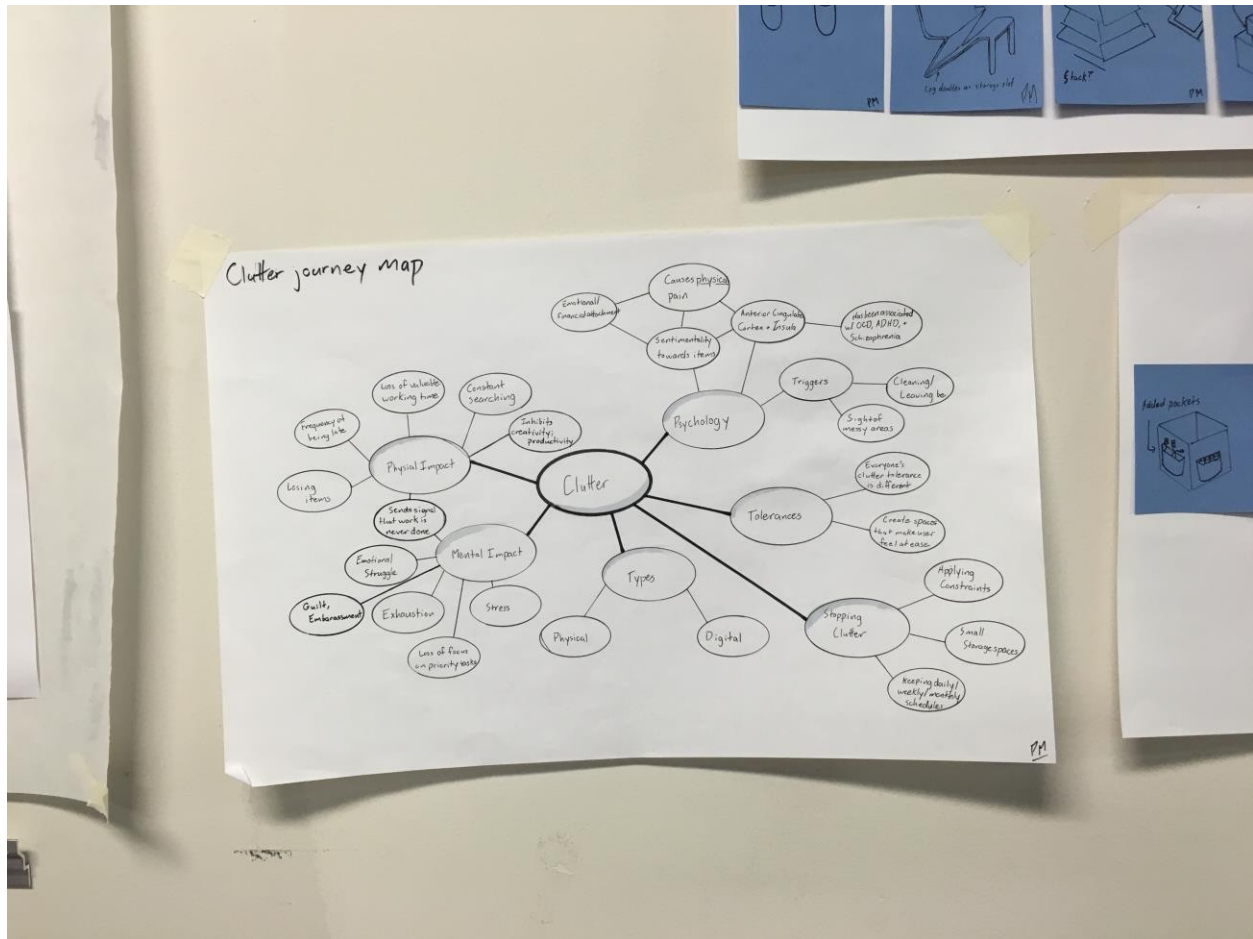 Leg doubles as storage slot
PM
PM
Stack?
PM
Clutter journey map
Causes physical
pain
Emotional/
Financial attachment
Anterior Cingulate
Cortex + Insula
Has been associated
w/ OCD, ADHD, +
Schizophrenia
Sentimentality
towards items
Triggers
Cleaning/
Leaving be
Sight of
messy areas
Psychology
Loss of valuable
working time
Constant
searching
Frequency of
being late
Inhibits
creativity;
productivity
Physial Impact
Losing
items
Sends signal
that work is
never done
Clutter
Everyone's
clutter tolerance
is different
Tolerances
Create spaces
that make user
feel at ease
Mental Impact
Emotional
Struggle
Guilt,
Embarassment
Exhaustion
Stress
Loss of focus
on priority tasks
Types
Physical
Digital
Stopping
Clutter
Applying
Constraints
Small
Storage spaces
Keeping daily/
weekly/monthly
schedules
PM
pockets